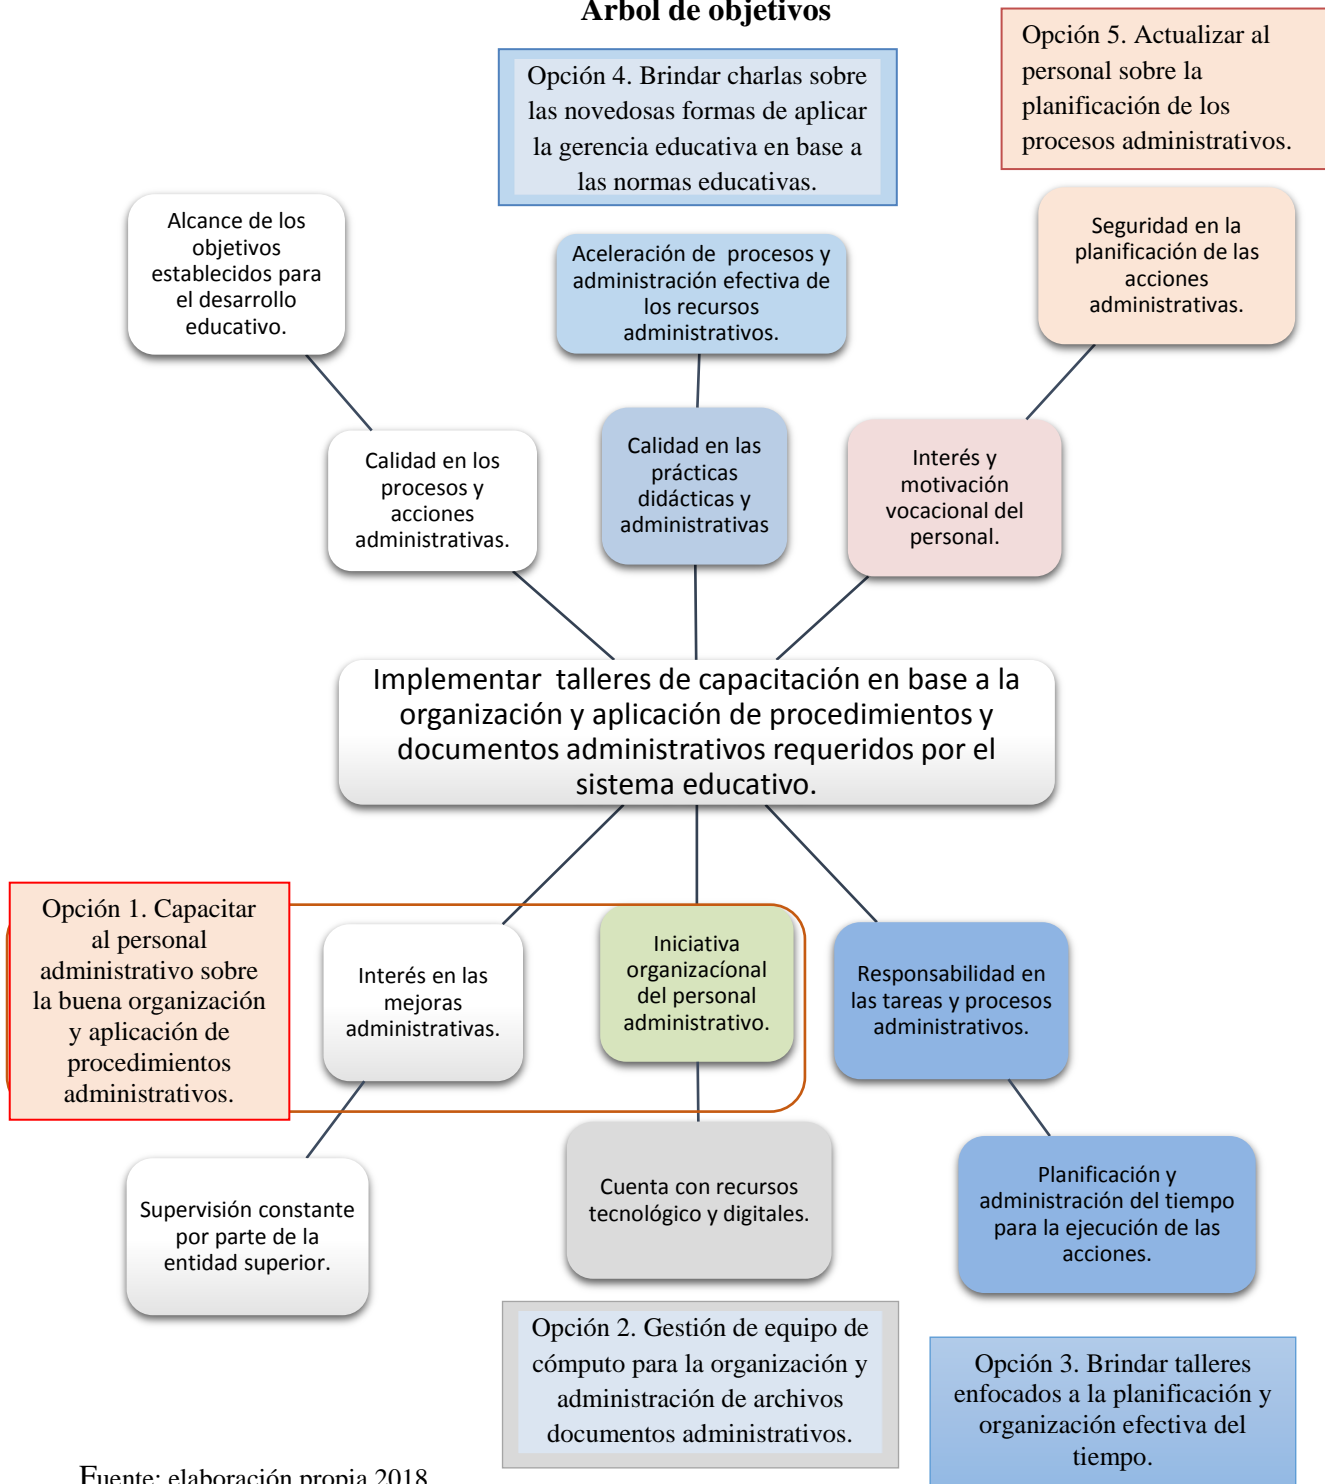 Árbol de objetivos
Opción 5. Actualizar al
personal sobre la
planificación de los
procesos administrativos.
Opción 4. Brindar charlas sobre
las novedosas formas de aplicar
la gerencia educativa en base a
las normas educativas.
Alcance de los
objetivos
establecidos para
el desarrollo
educativo.
Aceleración de procesos y
administración efectiva de
los recursos
administrativos.
Seguridad en la
planificación de las
acciones
administrativas.
Calidad en los
procesos y
acciones
administrativas.
Calidad en las
prácticas
didácticas y
administrativas
Interés y
motivación
vocacional del
personal.
Implementar talleres de capacitación en base a la
organización y aplicación de procedimientos y
documentos administrativos requeridos por el
sistema educativo.
Opción 1. Capacitar
al personal
administrativo sobre
la buena organización
y aplicación de
procedimientos
administrativos.
Interés en las
mejoras
administrativas.
Iniciativa
organizacíonal
del personal
administrativo.
Responsabilidad en
las tareas y procesos
administrativos.
Supervisión constante
por parte de la
entidad superior.
Cuenta con recursos
tecnológico y digitales.
Planificación y
administración del tiempo
para la ejecución de las
acciones.
Opción 2. Gestión de equipo de
cómputo para la organización y
administración de archivos
documentos administrativos.
Opción 3. Brindar talleres
enfocados a la planificación y
organización efectiva del
tiempo.
Fuente: elaboración propia 2018